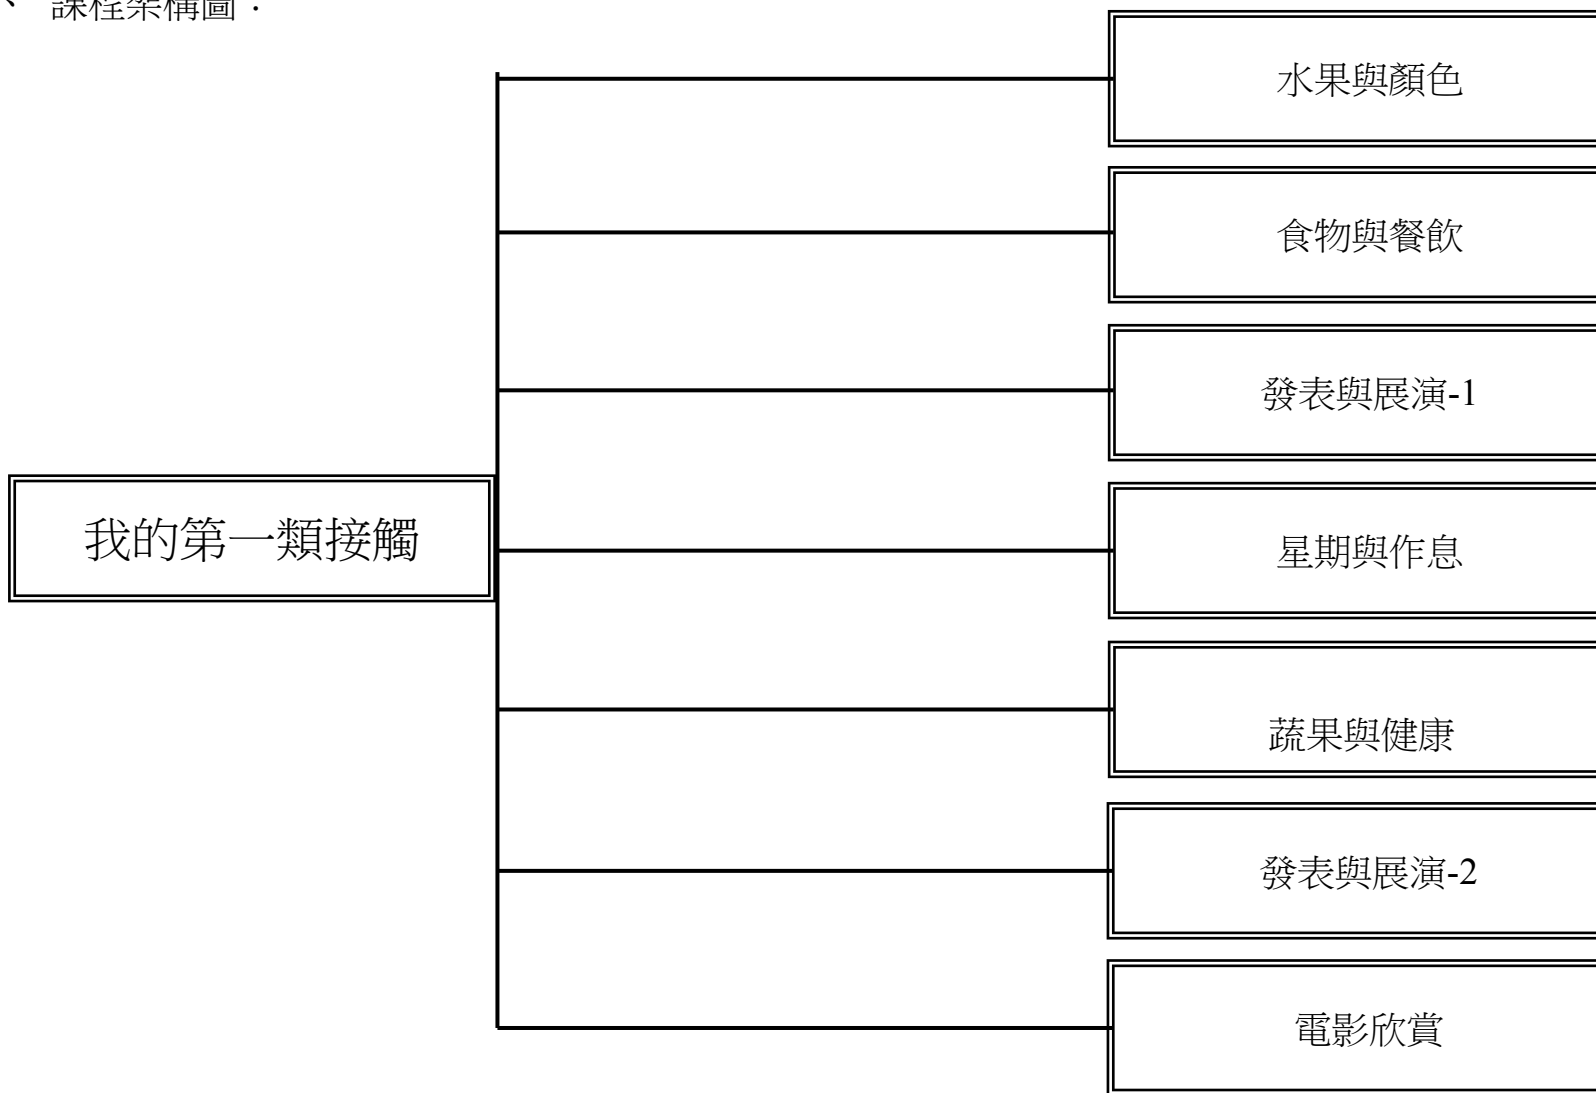 、 課程架構圖：
水果與顏色
食物與餐飲
發表與展演-1
我的第一類接觸
星期與作息
蔬果與健康
發表與展演-2
電影欣賞